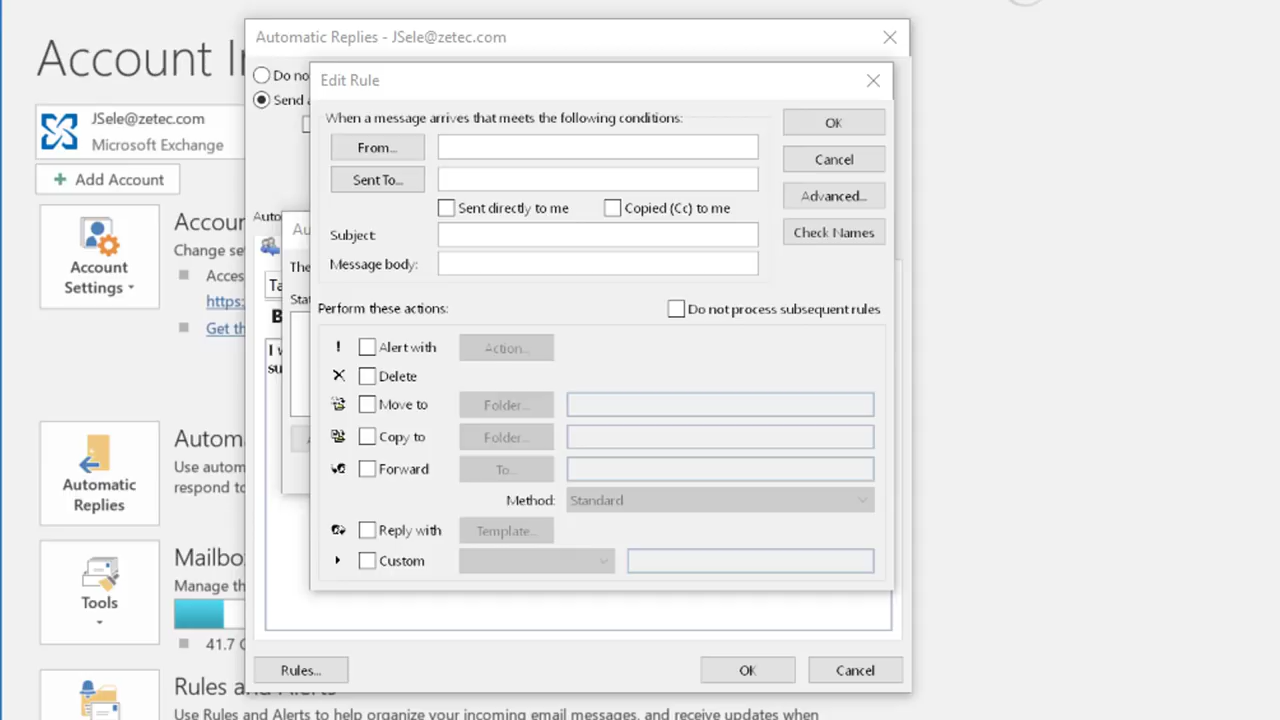 Account I
JSele@zetec.com
Microsoft Exchange
Add Account
Account
Settings
Accou
Change se
Acces
https:
Get th
Automatic
Replies
Automa
Use autom
respond to
Tools
Mailbo
Manage th
41.7
Rules and Alerts
Use Rules and Alerts to help organize your incoming email messages, and receive updates when
Automatic Replies - JSele@zetec.com
Do no
Send a
Auto
Ta
B
I w
su
Rules...
OK
Cancel
Au
The
Stat
Edit Rule
When a message arrives that meets the following conditions:
From...
Sent To...
Sent directly to me
Copied (Cc) to me
Subject:
Message body:
OK
Cancel
Advanced...
Check Names
Perform these actions:
Do not process subsequent rules
! Alert with Action...
Delete
Move to Folder...
Copy to Folder...
Forward To...
Method: Standard
Reply with Template...
Custom